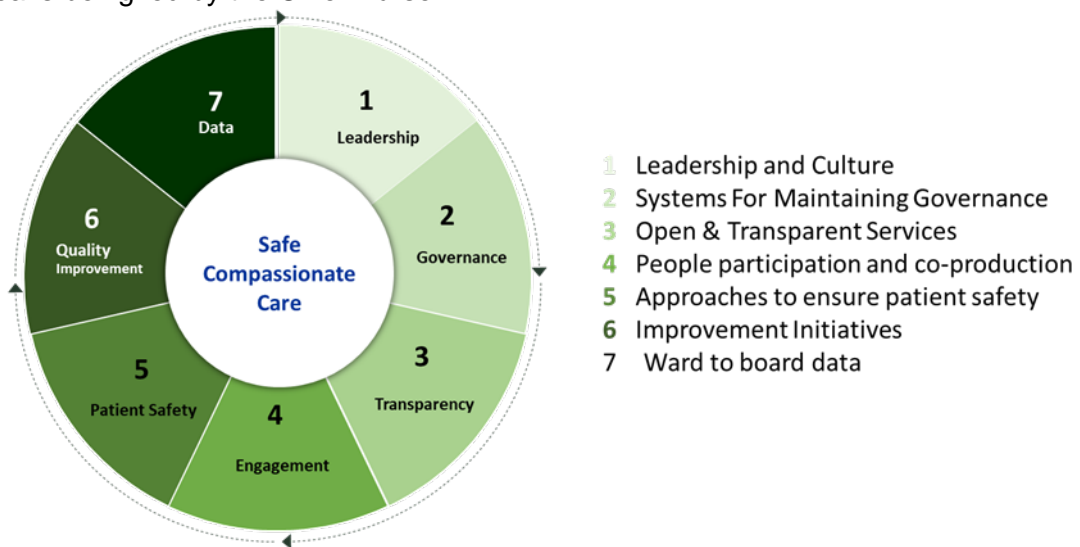 1
Leadership
2
Governance
3
Transparency
4
Engagement
5
Patient Safety
6
Quality
Improvement
7
Data
Safe
Compassionate
Care
1 Leadership and Culture
2 Systems For Maintaining Governance
3 Open & Transparent Services
4 People participation and co-production
5 Approaches to ensure patient safety
6 Improvement Initiatives
7 Ward to board data